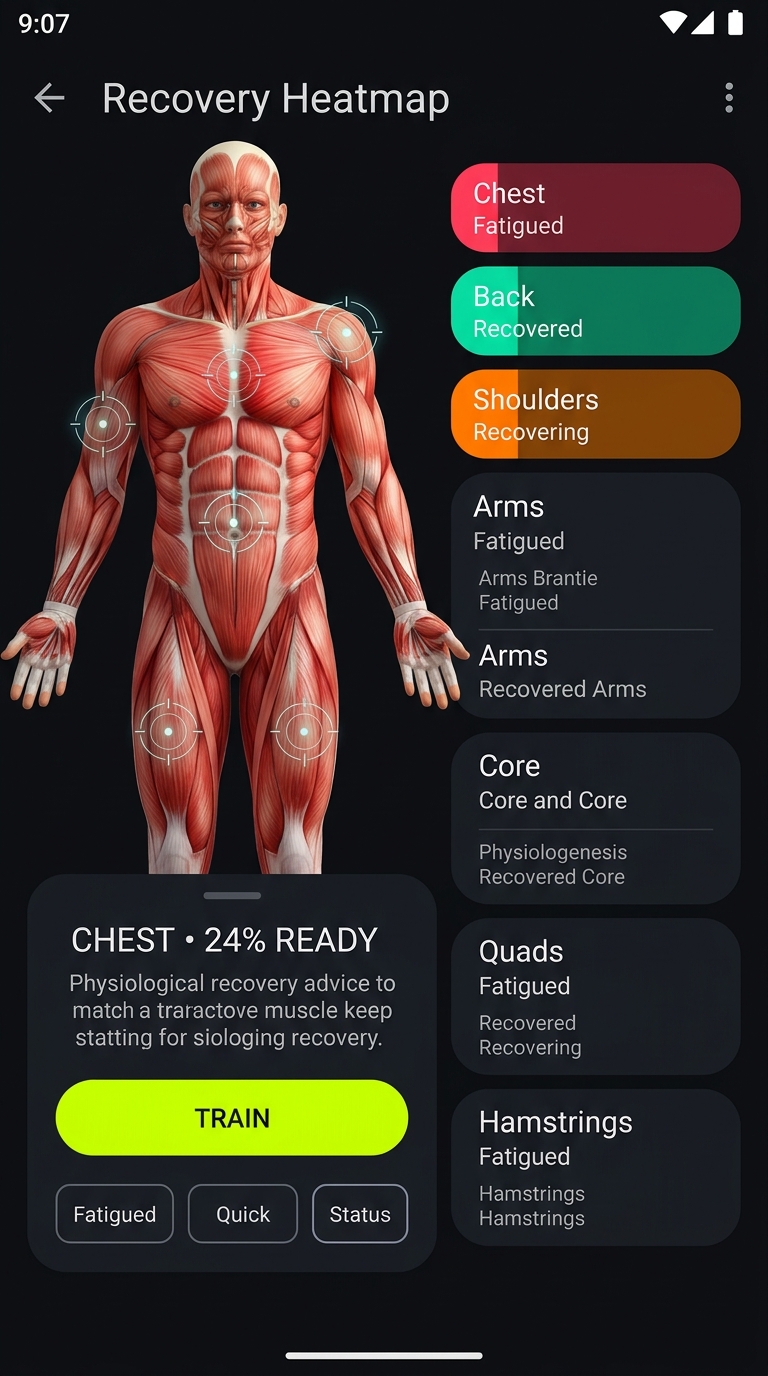 9:07
Recovery Heatmap
Chest
Fatigued
Back
Recovered
Shoulders
Recovering
Arms
Fatigued
Arms Brantie
Fatigued
Arms
Recovered Arms
Core
Core and Core
Physiologenesis
Recovered Core
Quads
Fatigued
Recovered
Recovering
Hamstrings
Fatigued
Hamstrings
Hamstrings
CHEST • 24% READY
Physiological recovery advice to
match a traractove muscle keep
statting for siologing recovery.
TRAIN
Fatigued
Quick
Status